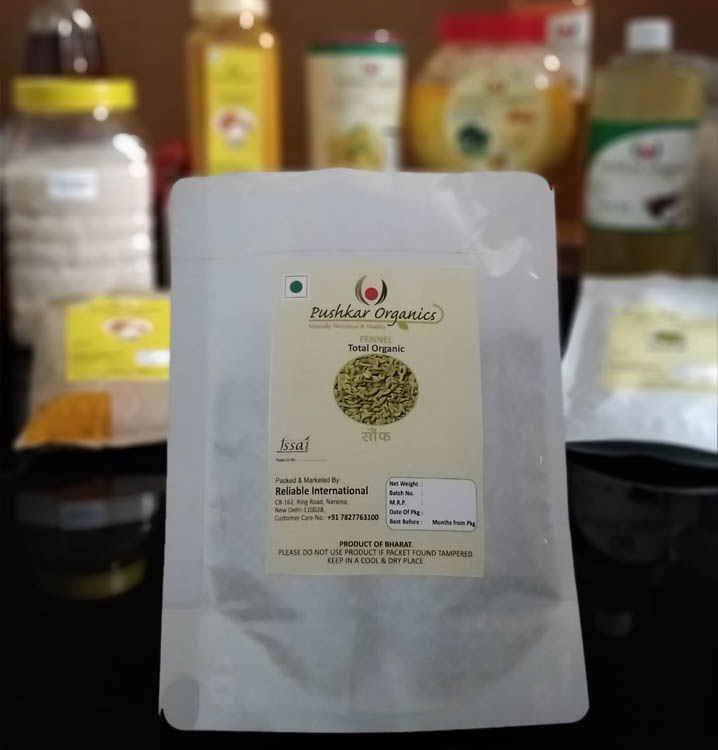 Pushkar Organics
Naturally Nutritious & Healthy
FENNEL
Total Organic
सौंफ
fssai
Packed & Marketed By
Reliable International
CB-162, Ring Road, Naraina,
New Delhi-110028,
Customer Care No.: +91 7827763100
Net Weight :
Batch No. :
M.R.P. :
Date Of Pkg :
Best Before : Months from Pkg
PRODUCT OF BHARAT.
PLEASE DO NOT USE PRODUCT IF PACKET FOUND TAMPERED
KEEP IN A COOL & DRY PLACE